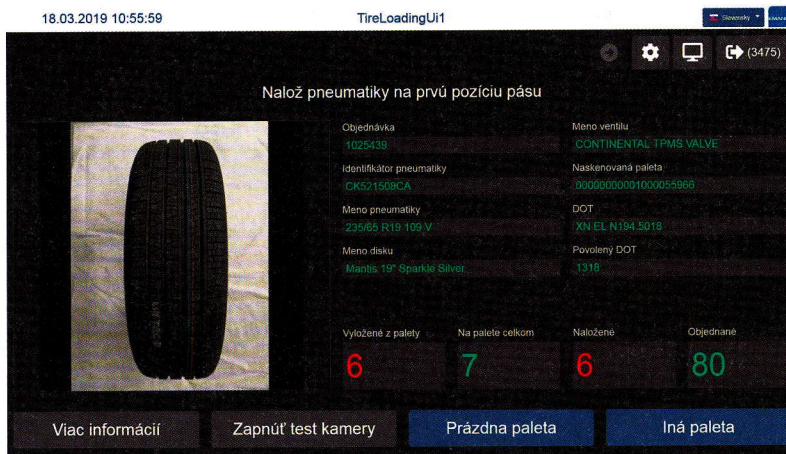 18.03.2019 10:55:59
TireLoadingUi1
Slovensky
(3475)
Nalož pneumatiky na prvú pozíciu pásu
Objednávka
1025439
Meno ventilu
CONTINENTAL TPMS VALVE
Identifikátor pneumatiky
CK521509CA
Naskenovaná paleta
00000000001000055966
Meno pneumatiky
235/65 R19 109 V
DOT
XN EL N194.5018
Meno disku
Mantis 19" Sparkle Silver
Povolený DOT
1318
Vyložené z palety
Na palete celkom
Naložené
Objednané
6
7
6
80
Viac informácií
Zapnúť test kamery
Prázdna paleta
Iná paleta